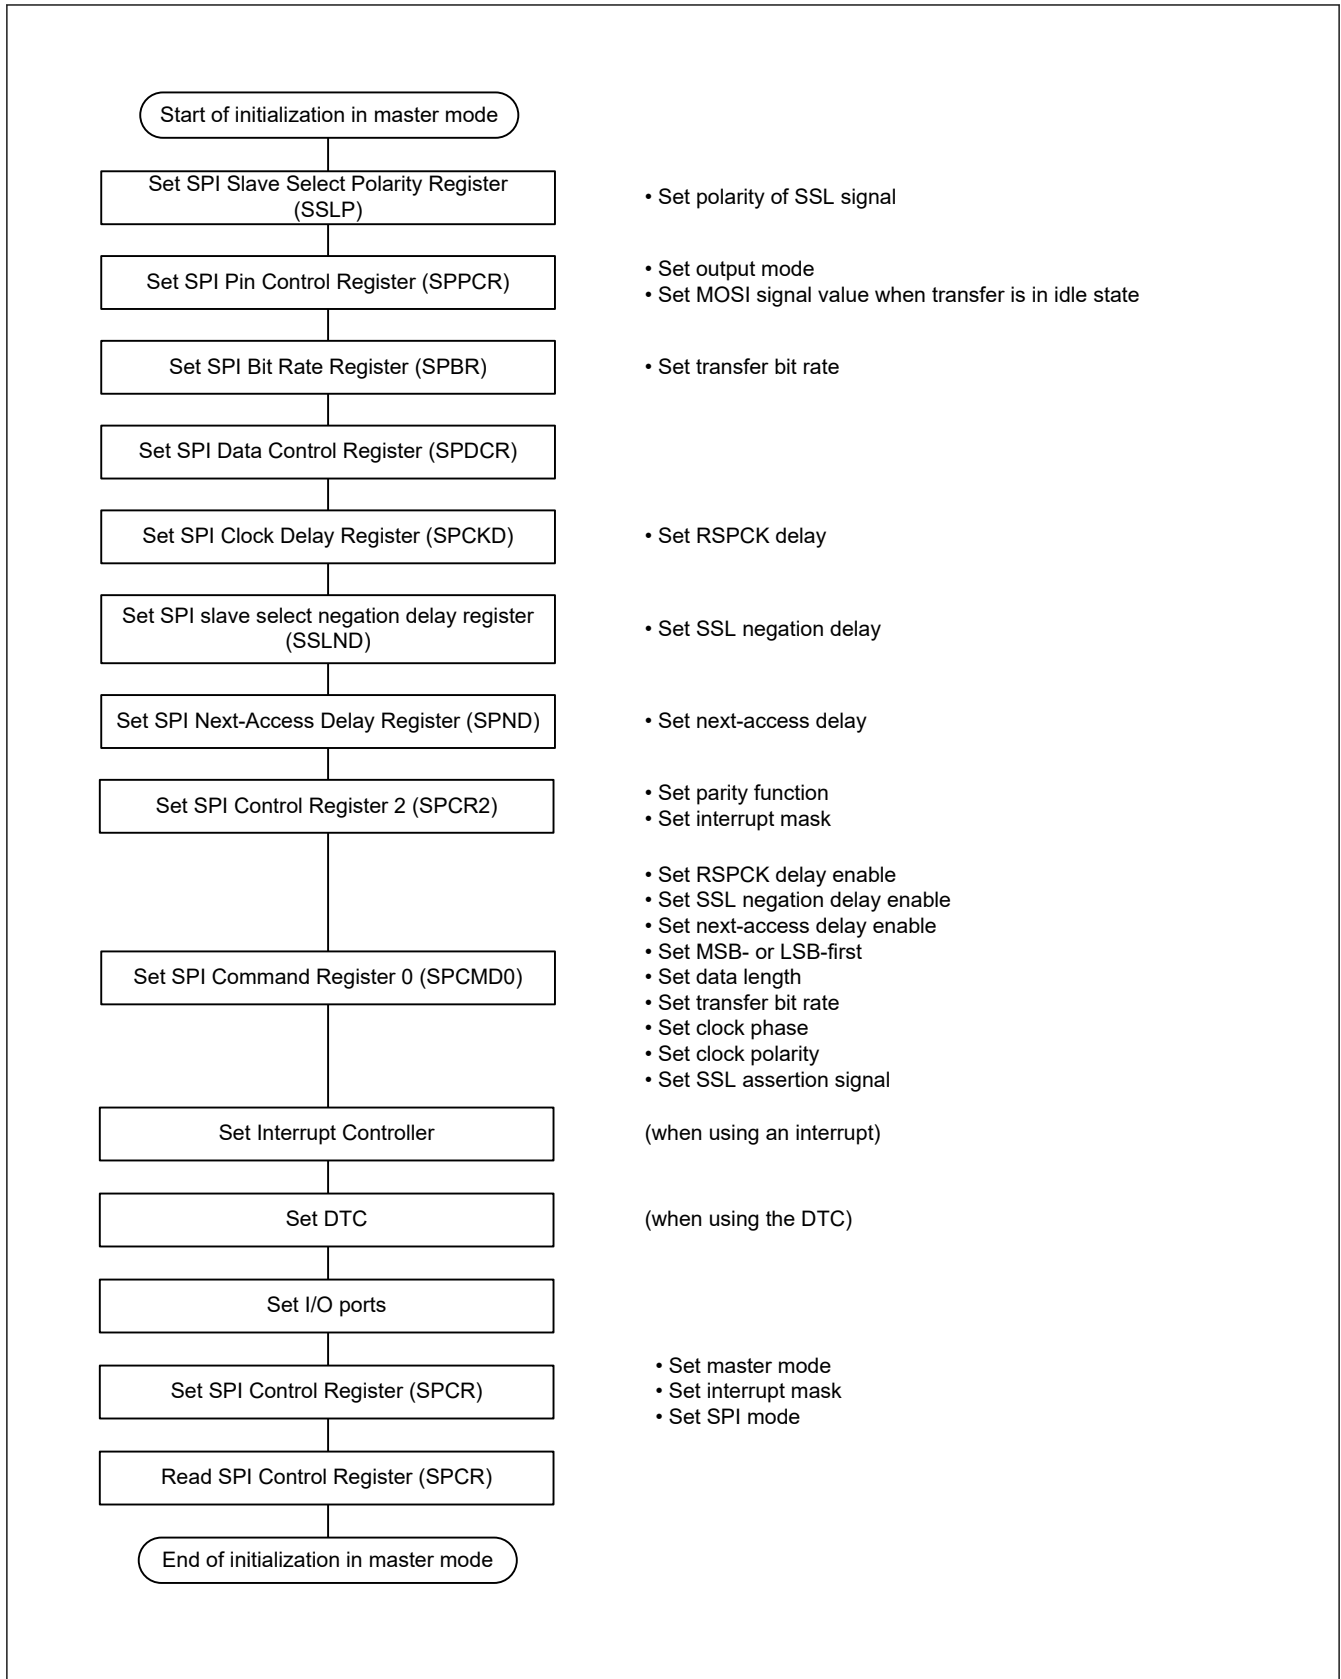 Start of initialization in master mode
Set SPI Slave Select Polarity Register
(SSLP)
• Set polarity of SSL signal
Set SPI Pin Control Register (SPPCR)
• Set output mode
• Set MOSI signal value when transfer is in idle state
Set SPI Bit Rate Register (SPBR)
• Set transfer bit rate
Set SPI Data Control Register (SPDCR)
Set SPI Clock Delay Register (SPCKD)
• Set RSPCK delay
Set SPI slave select negation delay register
(SSLND)
• Set SSL negation delay
Set SPI Next-Access Delay Register (SPND)
• Set next-access delay
Set SPI Control Register 2 (SPCR2)
• Set parity function
• Set interrupt mask
Set SPI Command Register 0 (SPCMD0)
• Set RSPCK delay enable
• Set SSL negation delay enable
• Set next-access delay enable
• Set MSB- or LSB-first
• Set data length
• Set transfer bit rate
• Set clock phase
• Set clock polarity
• Set SSL assertion signal
Set Interrupt Controller
(when using an interrupt)
Set DTC
(when using the DTC)
Set I/O ports
Set SPI Control Register (SPCR)
• Set master mode
• Set interrupt mask
• Set SPI mode
Read SPI Control Register (SPCR)
End of initialization in master mode